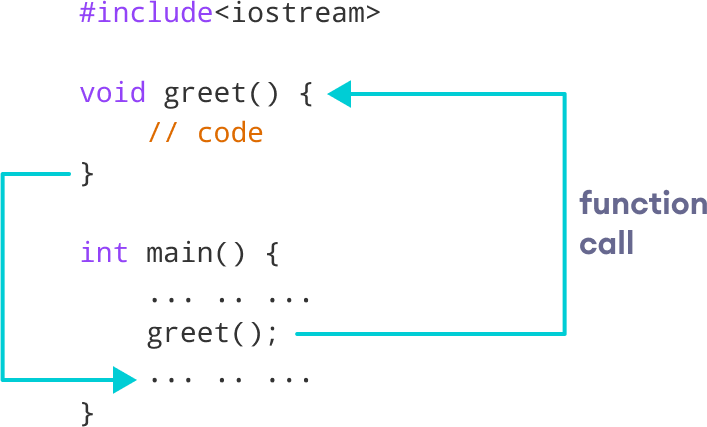 #include<iostream>
void greet() {
    // code
}
int main() {
    ... .. ...
    greet();
    ... .. ...
}
function
call